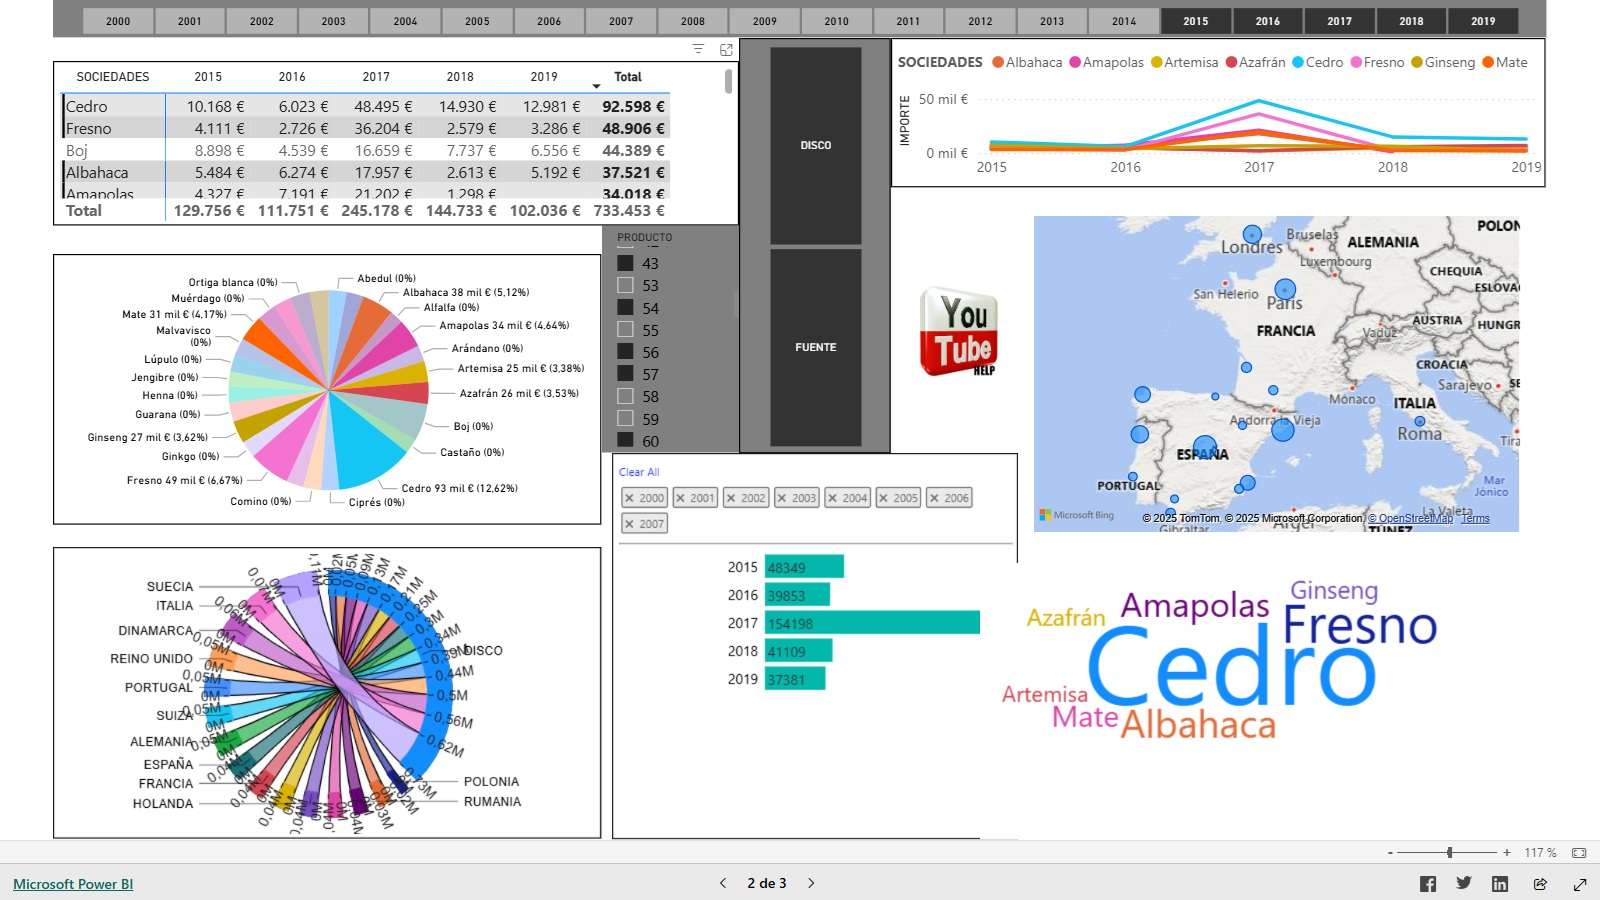 2000 2001 2002 2003 2004 2005 2006 2007 2008 2009 2010 2011 2012 2013 2014 2015 2016 2017 2018 2019
SOCIEDADES 2015 2016 2017 2018 2019 Total
Cedro 10.168 € 6.023 € 48.495 € 14.930 € 12.981 € 92.598 €
Fresno 4.111 € 2.726 € 36.204 € 2.579 € 3.286 € 48.906 €
Boj 8.898 € 4.539 € 16.659 € 7.737 € 6.556 € 44.389 €
Albahaca 5.484 € 6.274 € 17.957 € 2.613 € 5.192 € 37.521 €
Amapolas 4.327 € 7.191 € 21.202 € 1.298 € 34.018 €
Total 129.756 € 111.751 € 245.178 € 144.733 € 102.036 € 733.453 €
DISCO
FUENTE
SOCIEDADES Albahaca Amapolas Artemisa Azafrán Cedro Fresno Ginseng Mate
IMPORTE
50 mil €
0 mil €
2015 2016 2017 2018 2019
PRODUCTO
43
53
54
55
56
57
58
59
60
Ortiga blanca (0%)
Muérdago (0%)
Mate 31 mil € (4,17%)
Malvavisco
(0%)
Lúpulo (0%)
Jengibre (0%)
Henna (0%)
Guarana (0%)
Ginseng 27 mil € (3,62%)
Ginkgo (0%)
Fresno 49 mil € (6,67%)
Comino (0%)
Abedul (0%)
Albahaca 38 mil € (5,12%)
Alfalfa (0%)
Amapolas 34 mil € (4,64%)
Arándano (0%)
Artemisa 25 mil € (3,38%)
Azafrán 26 mil € (3,53%)
Boj (0%)
Castaño (0%)
Cedro 93 mil € (12,62%)
Ciprés (0%)
You
Tube
HELP
Londres
Bruselas
ALEMANIA
POLON
Luxembourg
CHEQUIA
ESLOVA
San Helerio
París
AUSTRIA
HUNGR
FRANCIA
Vaduz
CROACIA
Sarajevo
SE
Mónaco
ITALIA
Andorra la Vieja
Roma
Tira
ESPAÑA
PORTUGAL
Mar
Jónico
La Valeta
Gibraltar
Argel
TÚNEZ
Microsoft Bing
© 2025 TomTom, © 2025 Microsoft Corporation, © OpenStreetMap Terms
Clear All
2000 2001 2002 2003 2004 2005 2006
2007
2015 48349
2016 39853
2017 154198
2018 41109
2019 37381
SUECIA
ITALIA
DINAMARCA
REINO UNIDO
PORTUGAL
SUIZA
ALEMANIA
ESPAÑA
FRANCIA
HOLANDA
DISCO
POLONIA
RUMANIA
0,17M
0,21M
0,25M
0,3M
0,34M
0,39M
0,44M
0,5M
0,56M
0,62M
0,73M
Ginseng
Azafrán
Amapolas
Fresno
Cedro
Artemisa
Mate
Albahaca
- + 117 %
Microsoft Power BI
2 de 3